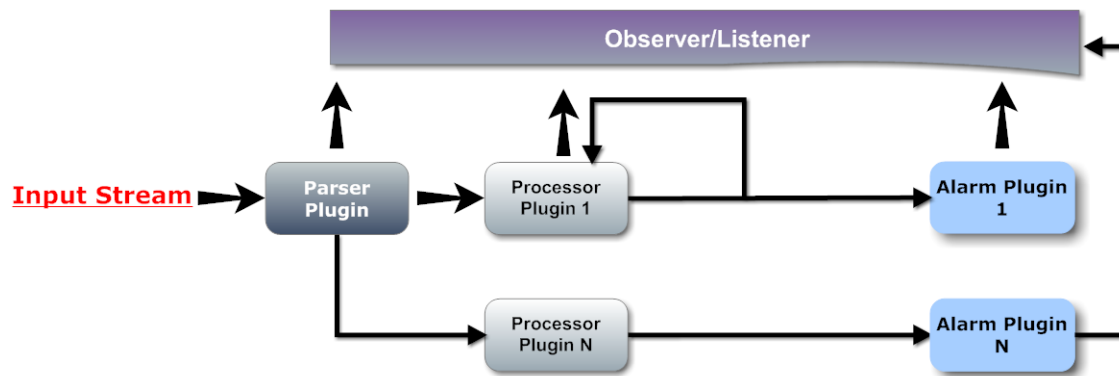 Observer/Listener
Input Stream
Parser
Plugin
Processor
Plugin 1
Alarm Plugin
1
Processor
Plugin N
Alarm Plugin
N